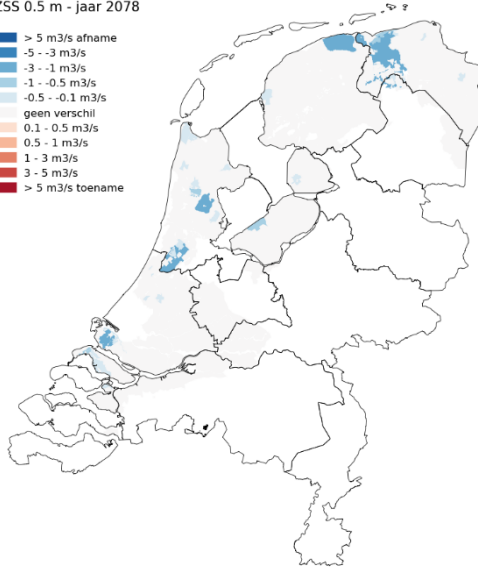 ZSS 0.5 m - jaar 2078
> 5 m3/s afname
-5 - -3 m3/s
-3 - -1 m3/s
-1 - -0.5 m3/s
-0.5 - -0.1 m3/s
geen verschil
0.1 - 0.5 m3/s
0.5 - 1 m3/s
1 - 3 m3/s
3 - 5 m3/s
> 5 m3/s toename